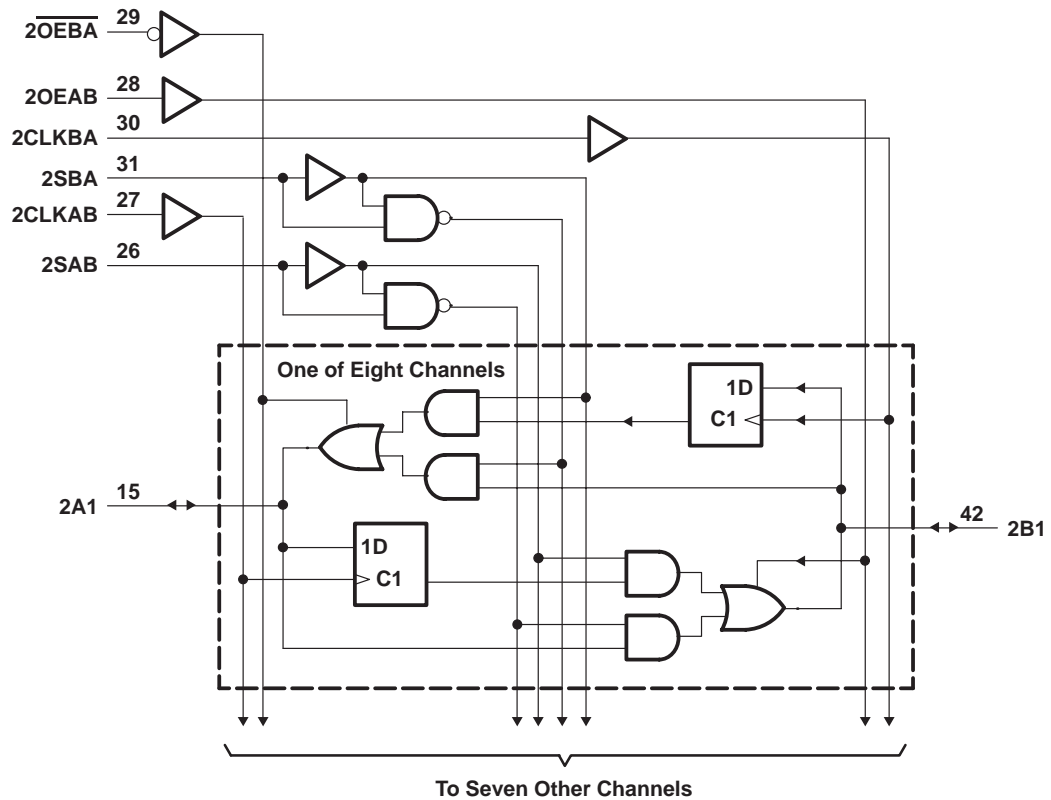 2OEBA 29
2OEAB 28
2CLKBA 30
2SBA 31
2CLKAB 27
2SAB 26
One of Eight Channels
1D
C1
2A1 15
42 2B1
1D
C1
To Seven Other Channels